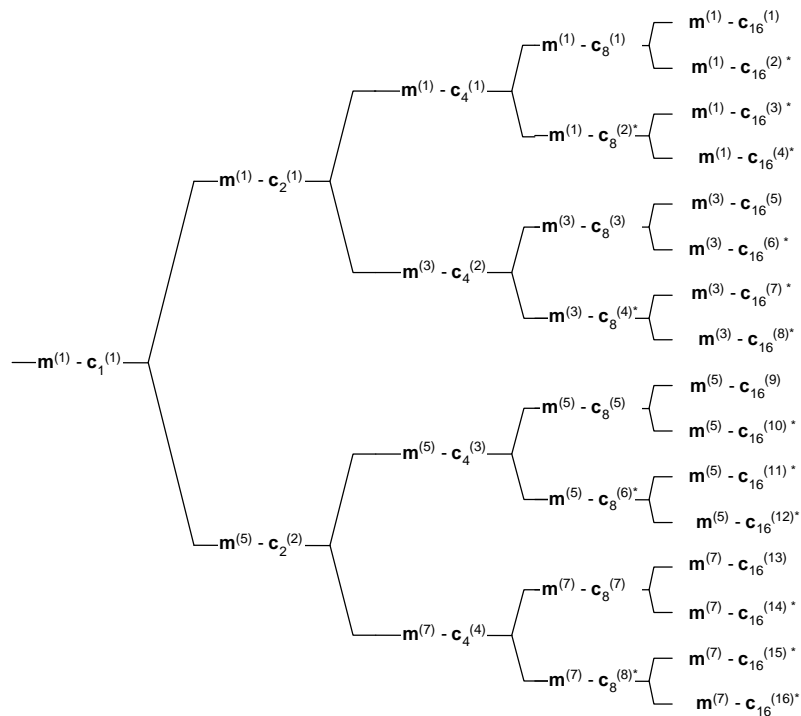 m(1) - c16(1)
m(1) - c8(1)
m(1) - c16(2) *
m(1) - c4(1)
m(1) - c16(3) *
m(1) - c8(2)*
m(1) - c16(4)*
m(1) - c2(1)
m(3) - c16(5)
m(3) - c8(3)
m(3) - c16(6) *
m(3) - c4(2)
m(3) - c16(7) *
m(3) - c8(4)*
m(3) - c16(8)*
m(1) - c1(1)
m(5) - c16(9)
m(5) - c8(5)
m(5) - c16(10) *
m(5) - c4(3)
m(5) - c16(11) *
m(5) - c8(6)*
m(5) - c16(12)*
m(5) - c2(2)
m(7) - c16(13)
m(7) - c8(7)
m(7) - c16(14) *
m(7) - c4(4)
m(7) - c16(15) *
m(7) - c8(8)*
m(7) - c16(16)*